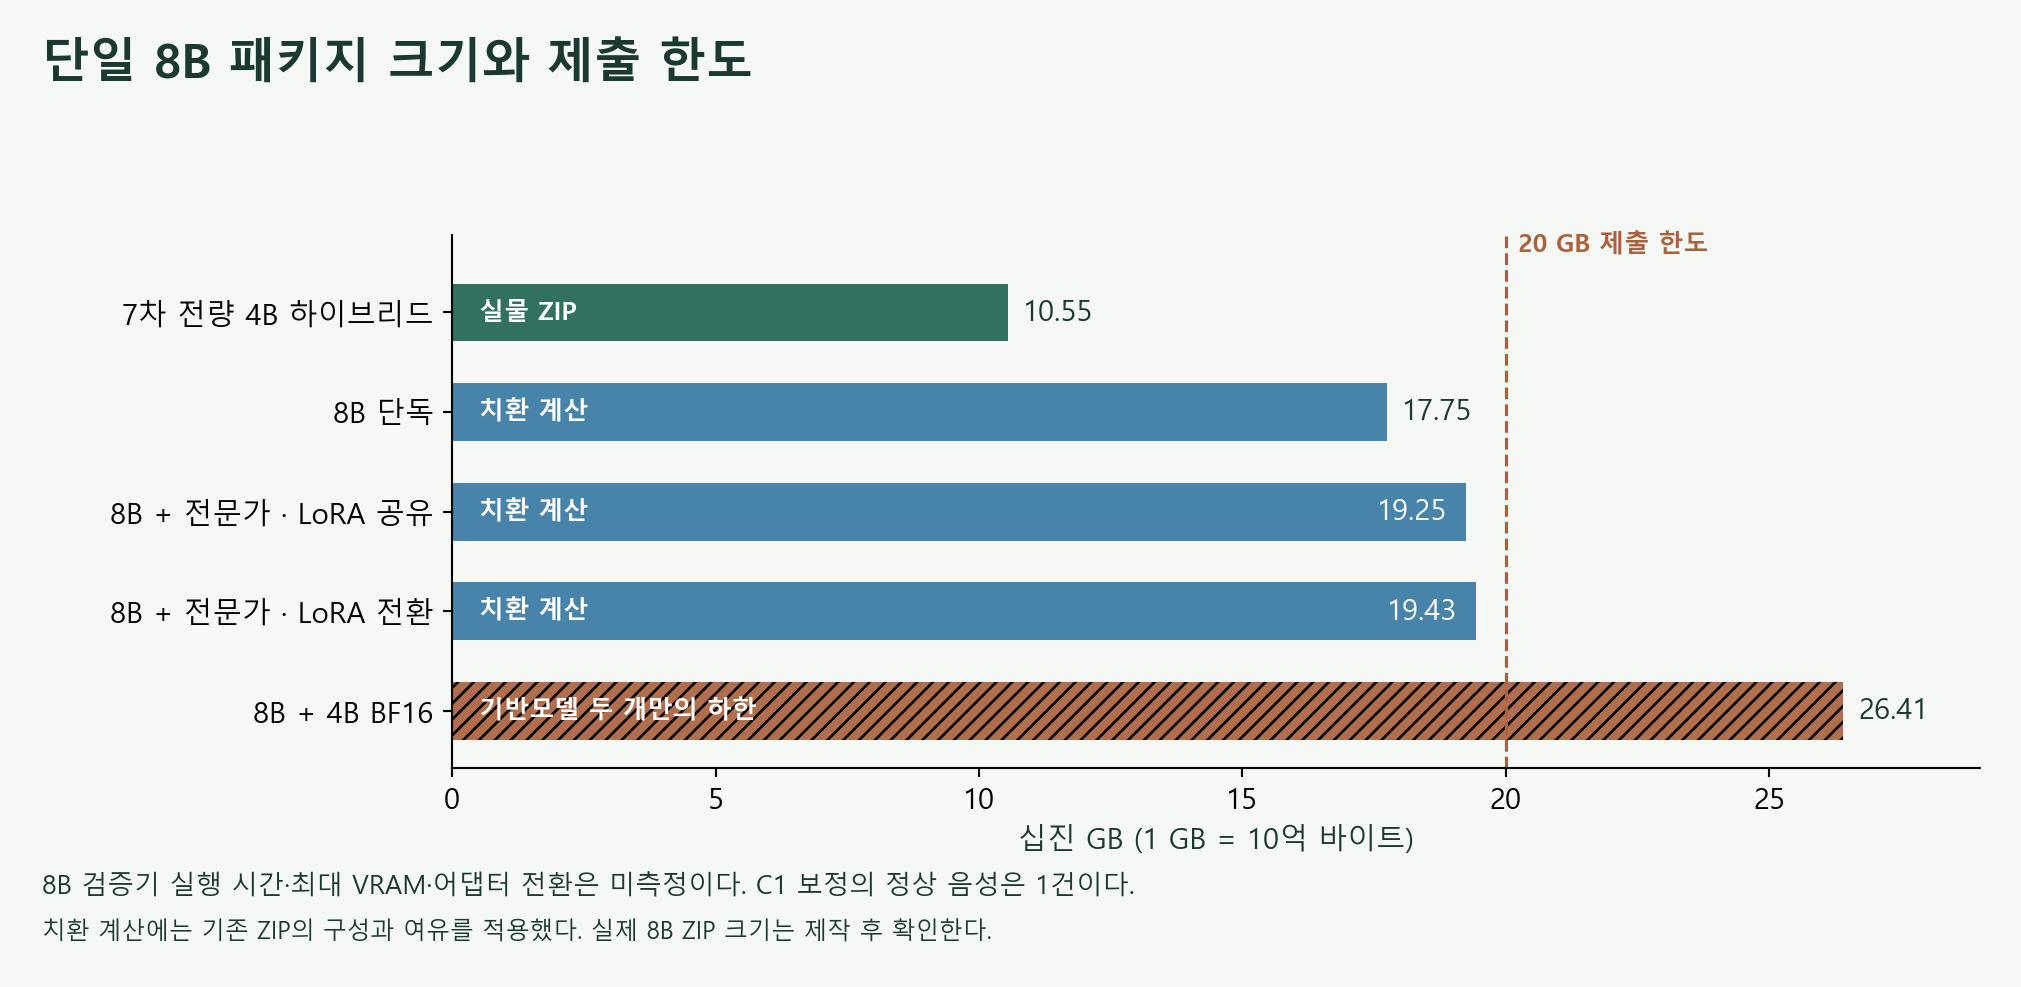 단일 8B 패키지 크기와 제출 한도
20 GB 제출 한도
7차 전량 4B 하이브리드
실물 ZIP
10.55
8B 단독
치환 계산
17.75
8B + 전문가 · LoRA 공유
치환 계산
19.25
8B + 전문가 · LoRA 전환
치환 계산
19.43
8B + 4B BF16
기반모델 두 개만의 하한
26.41
0 5 10 15 20 25
십진 GB (1 GB = 10억 바이트)
8B 검증기 실행 시간·최대 VRAM·어댑터 전환은 미측정이다. C1 보정의 정상 음성은 1건이다.
치환 계산에는 기존 ZIP의 구성과 여유를 적용했다. 실제 8B ZIP 크기는 제작 후 확인한다.